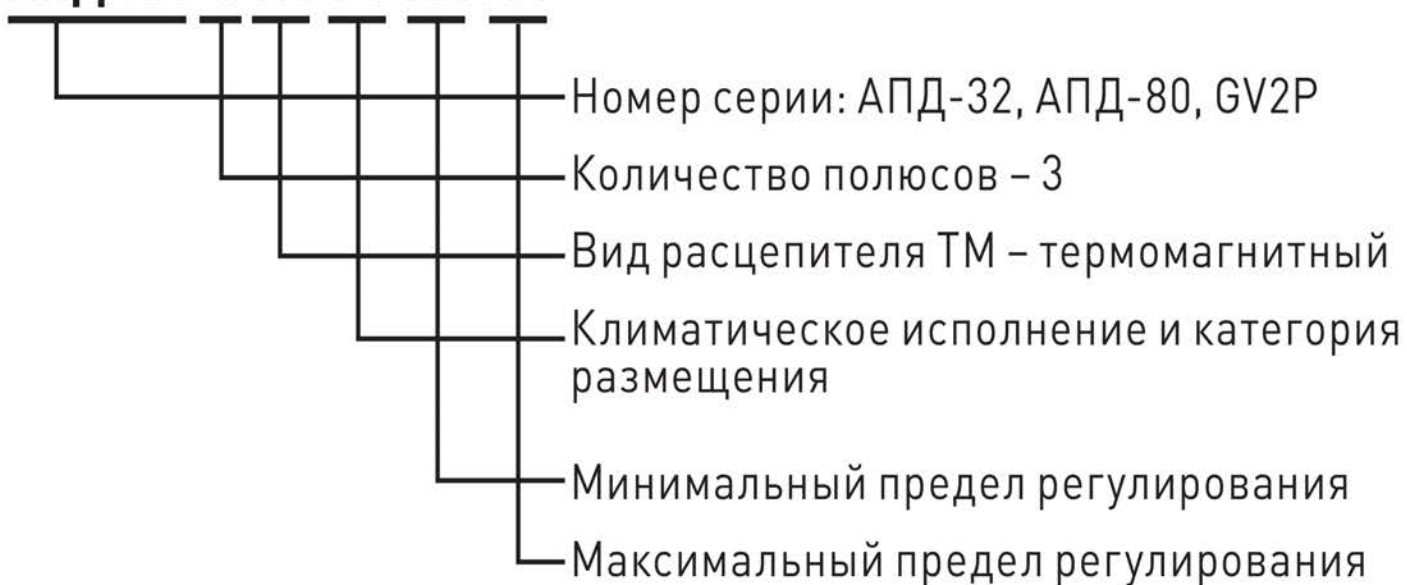 Номер серии: АПД-32, АПД-80, GV2P
Количество полюсов – 3
Вид расцепителя ТМ – термомагнитный
Климатическое исполнение и категория
размещения
Минимальный предел регулирования
Максимальный предел регулирования